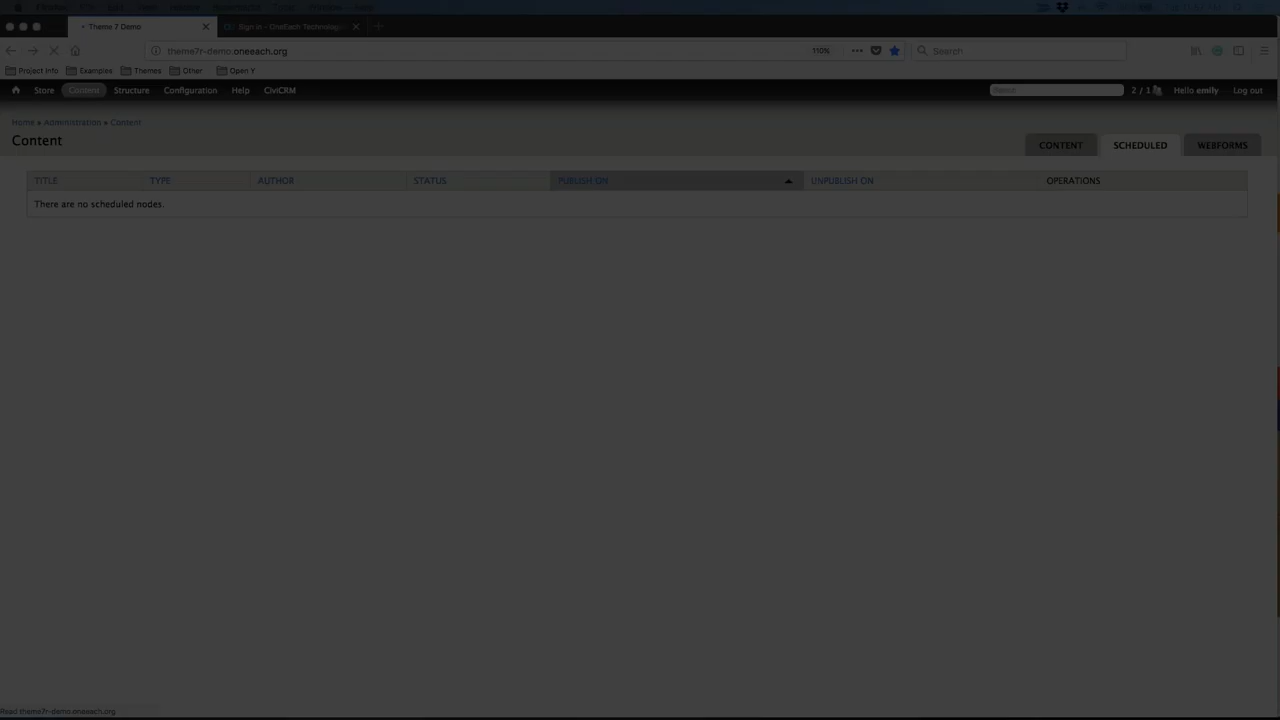 Theme 7 Demo
Sign in - OneEach Technologi
theme7r-demo.oneeach.org
110%
Search
Project Info
Examples
Themes
Other
Open Y
Store
Content
Structure
Configuration
Help
CiviCRM
2 / 1
Hello emily
Log out
Home » Administration » Content
Content
CONTENT
SCHEDULED
WEBFORMS
TITLE
TYPE
AUTHOR
STATUS
PUBLISH ON
UNPUBLISH ON
OPERATIONS
There are no scheduled nodes.
Read theme7r-demo.oneeach.org